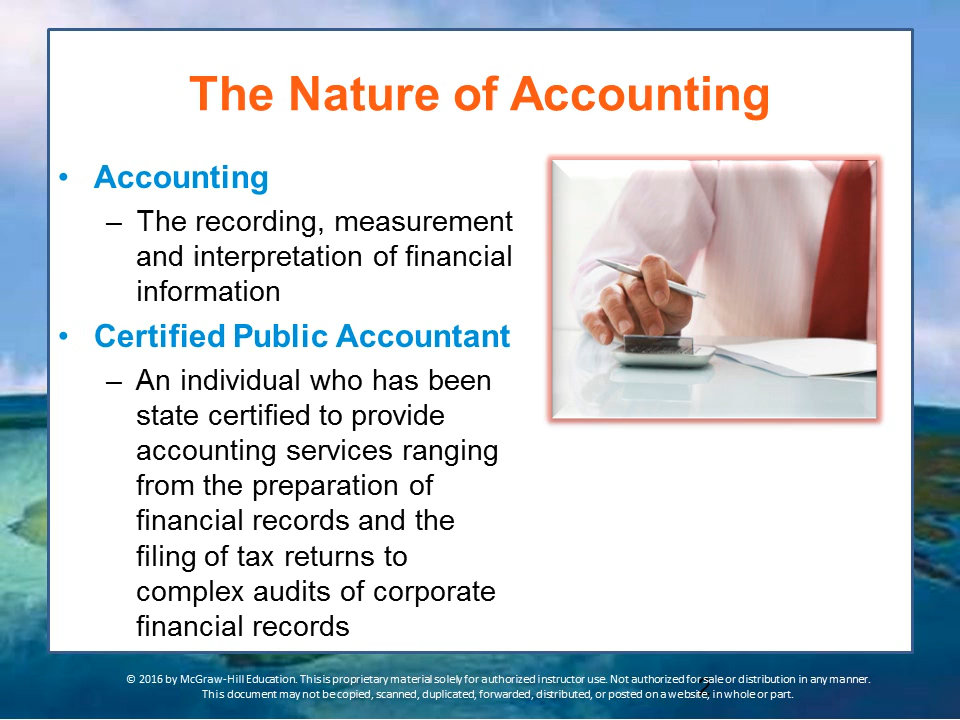 The Nature of Accounting
• Accounting
– The recording, measurement
and interpretation of financial
information
• Certified Public Accountant
– An individual who has been
state certified to provide
accounting services ranging
from the preparation of
financial records and the
filing of tax returns to
complex audits of corporate
financial records
© 2016 by McGraw-Hill Education. This is proprietary material solely for authorized instructor use. Not authorized for sale or distribution in any manner.
This document may not be copied, scanned, duplicated, forwarded, distributed, or posted on a website, in whole or part.
2